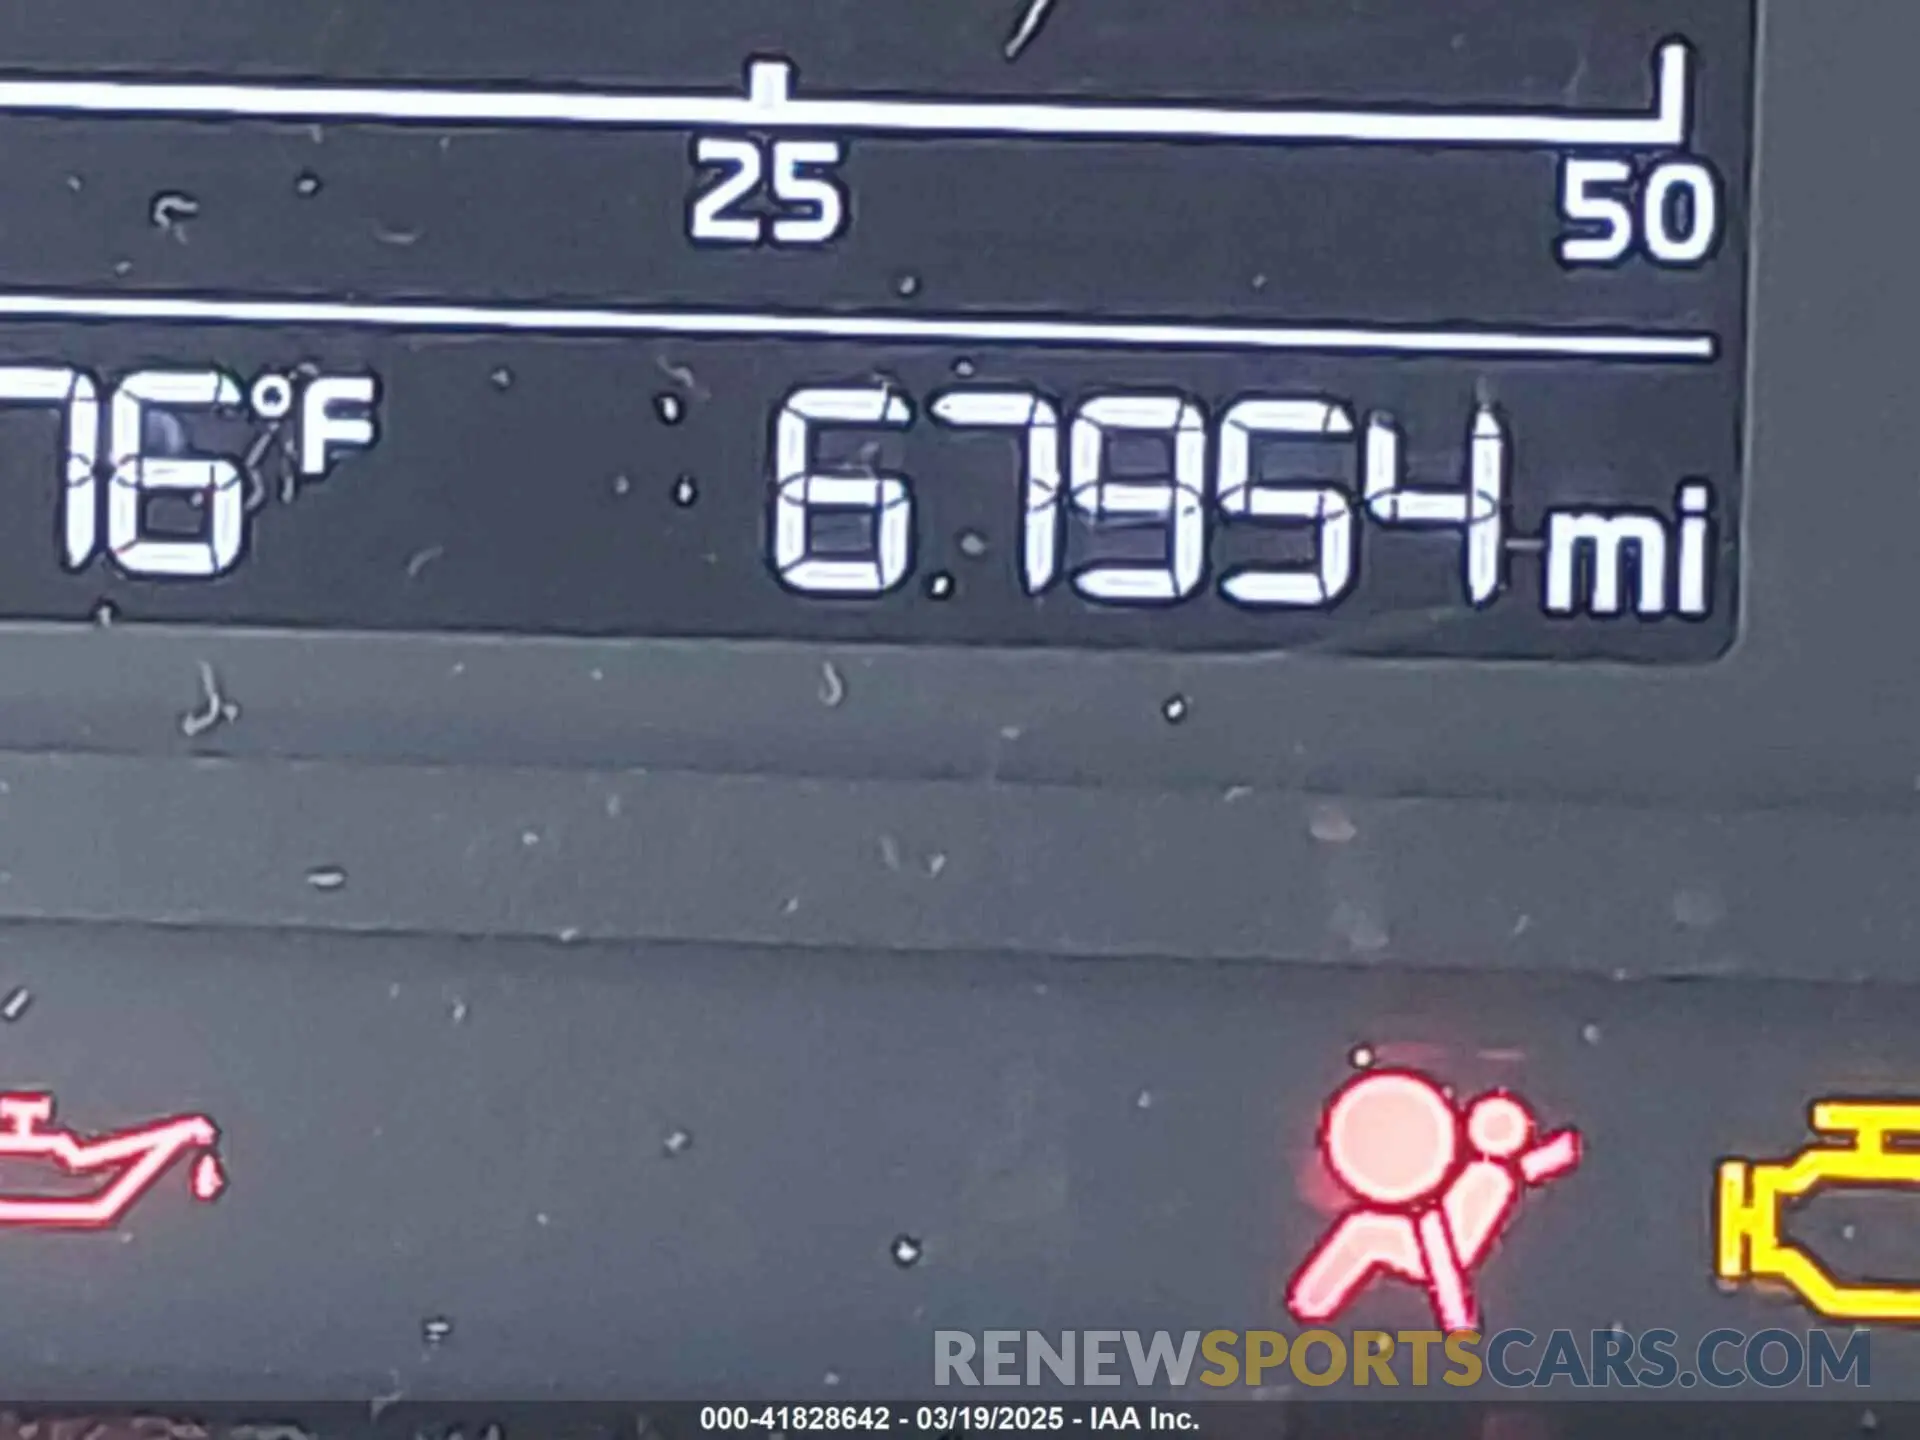 25 50
76°F 67954 mi
RENEWSPORTSCARS.COM
000-41828642 - 03/19/2025 - IAA Inc.